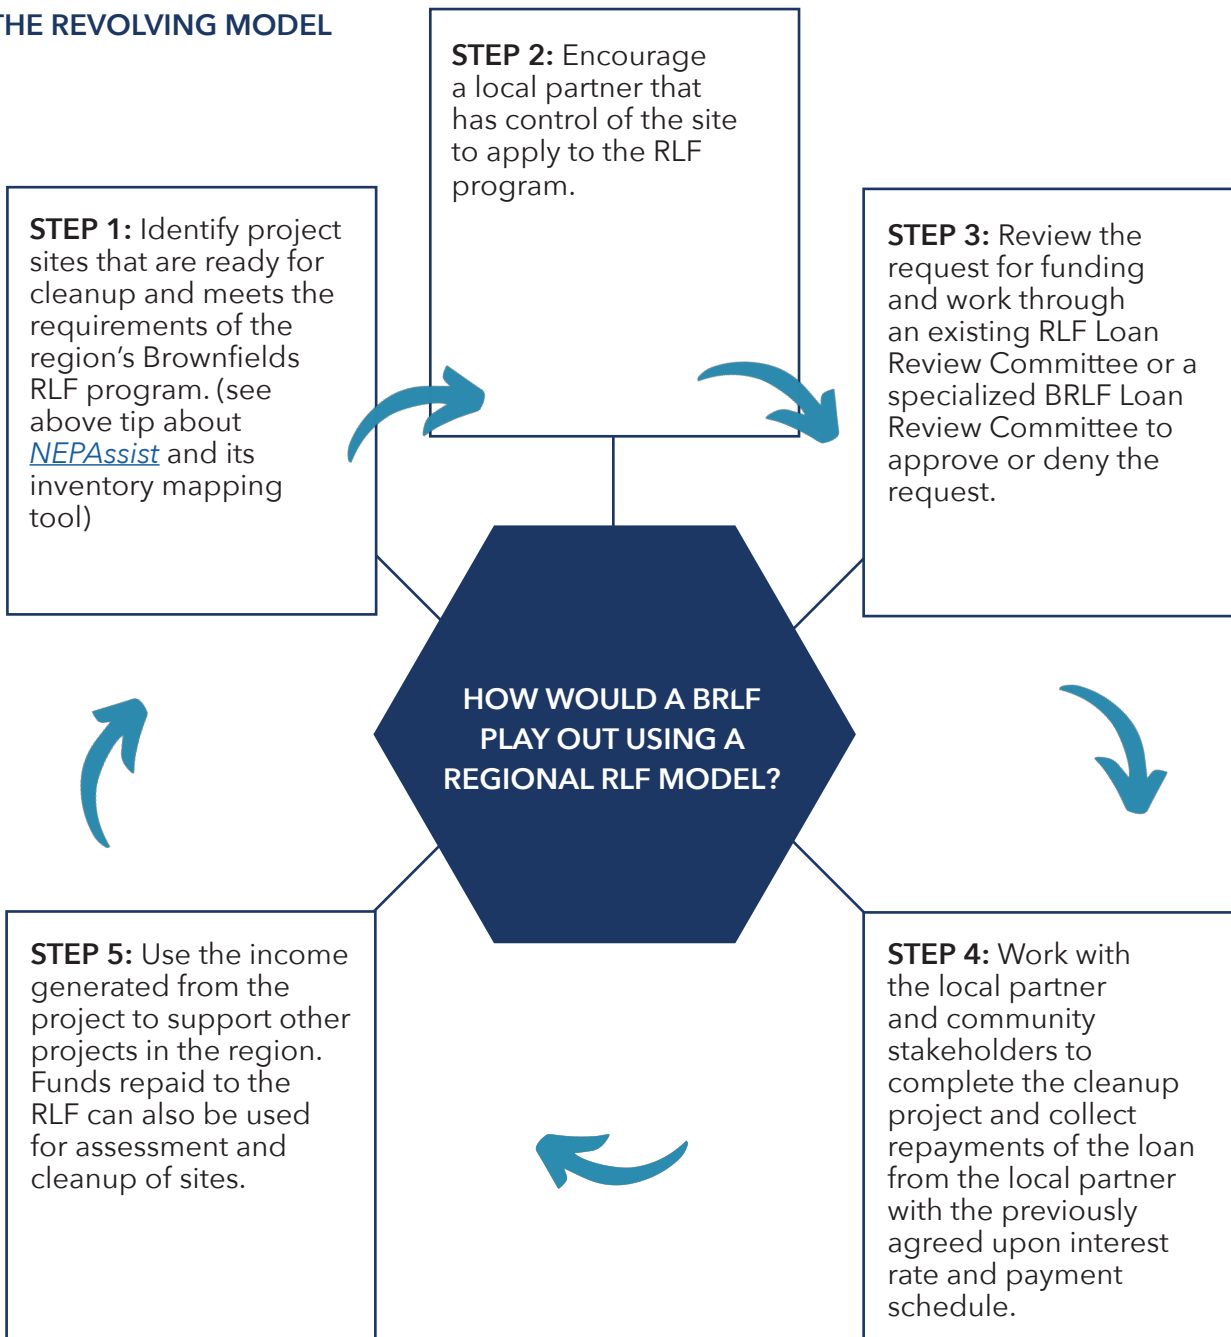 THE REVOLVING MODEL
STEP 1: Identify project
sites that are ready for
cleanup and meets the
requirements of the
region's Brownfields
RLF program. (see
above tip about
NEPAssist and its
inventory mapping
tool)
STEP 2: Encourage
a local partner that
has control of the site
to apply to the RLF
program.
STEP 3: Review the
request for funding
and work through
an existing RLF Loan
Review Committee or a
specialized BRLF Loan
Review Committee to
approve or deny the
request.
HOW WOULD A BRLF
PLAY OUT USING A
REGIONAL RLF MODEL?
STEP 4: Work with
the local partner
and community
stakeholders to
complete the cleanup
project and collect
repayments of the loan
from the local partner
with the previously
agreed upon interest
rate and payment
schedule.
STEP 5: Use the income
generated from the
project to support other
projects in the region.
Funds repaid to the
RLF can also be used
for assessment and
cleanup of sites.